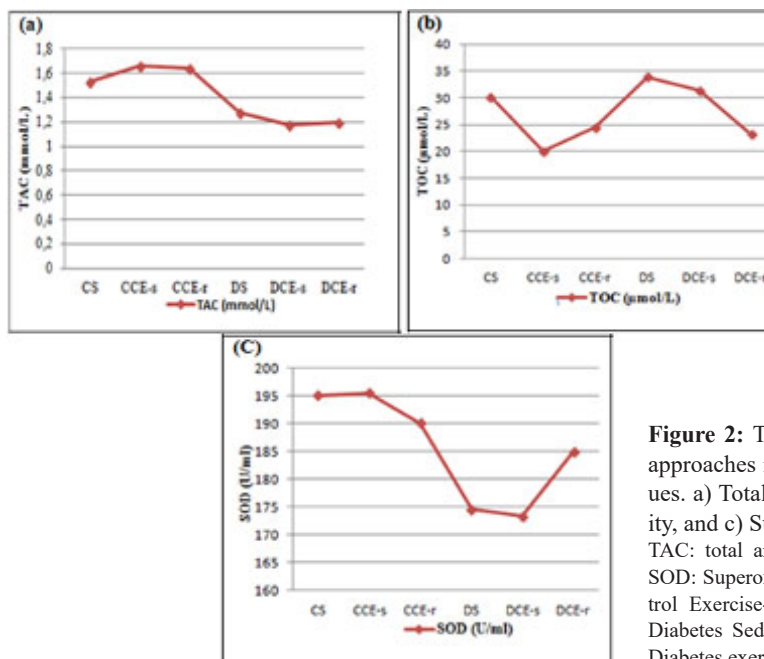 (a)
1,8
1,6
1,4
1,2
1
0,8
0,6
0,4
0,2
0
TAC (mmol/L)
CS CCE-s CCE-r DS DCE-s DCE-r
TAC (mmol/L)
(b)
40
35
30
25
20
15
10
5
0
TOC (µmol/L)
CS CCE-s CCE-r DS DCE-s DCE-r
TOC (µmol/L)
(C)
200
195
190
185
180
175
170
165
160
SOD (U/ml)
CS CCE-s CCE-r DS DCE-s DCE-r
SOD (U/ml)
Figure 2:
approaches
ues. a) Total
ity, and c)
TAC: total
SOD:
trol Exercise-
Diabetes
Diabetes